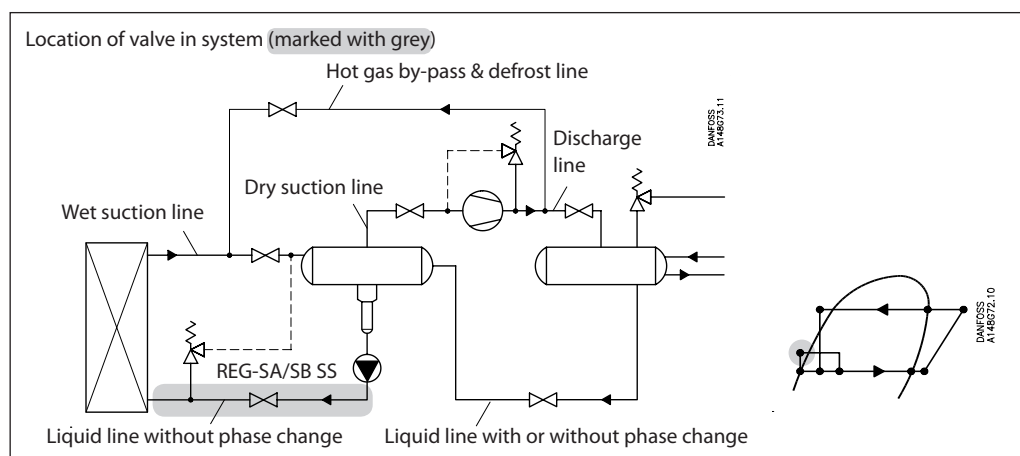 Location of valve in system (marked with grey)
Hot gas by-pass & defrost line
DANFOSS
A14BG73.11
Discharge
line
Dry suction line
Wet suction line
DANFOSS
A14BG72.10
REG-SA/SB SS
Liquid line without phase change
Liquid line with or without phase change